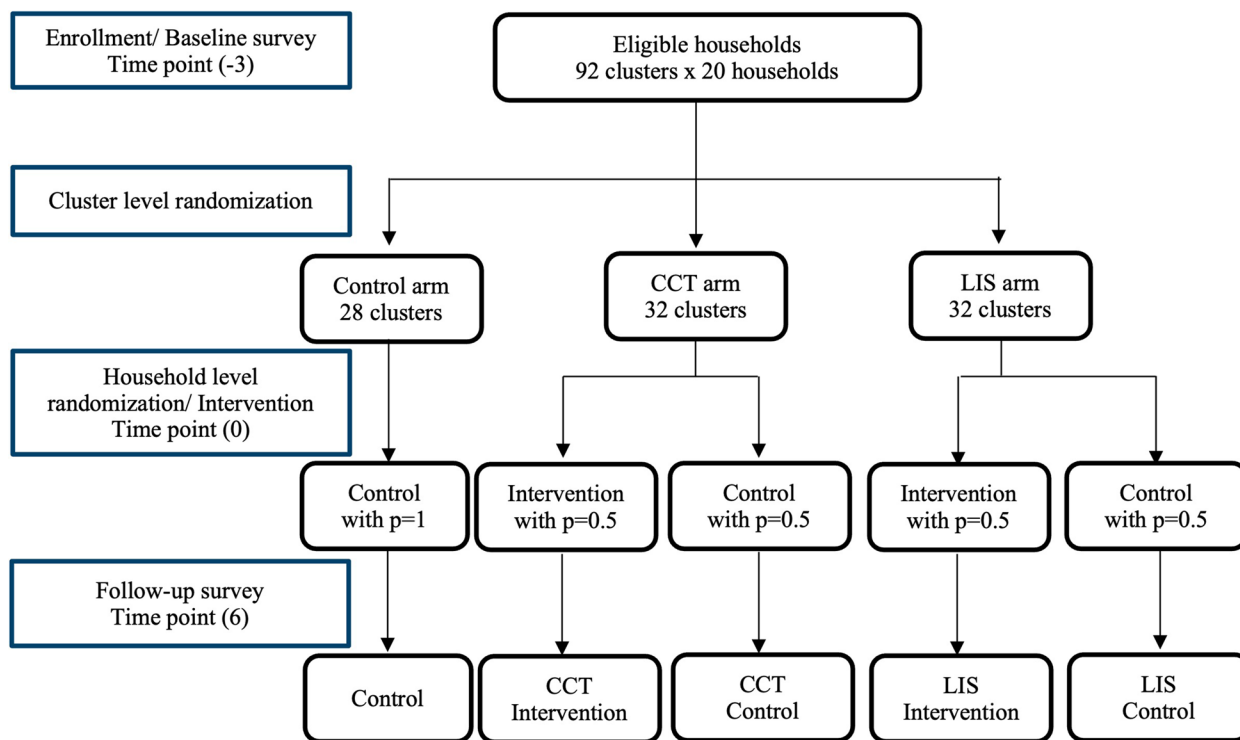 Enrollment/ Baseline survey
Time point (-3)
Eligible households
92 clusters x 20 households
Cluster level randomization
Control arm
28 clusters
CCT arm
32 clusters
LIS arm
32 clusters
Household level
randomization/ Intervention
Time point (0)
Control
with p=1
Intervention
with p=0.5
Control
with p=0.5
Intervention
with p=0.5
Control
with p=0.5
Follow-up survey
Time point (6)
Control
CCT
Intervention
CCT
Control
LIS
Intervention
LIS
Control